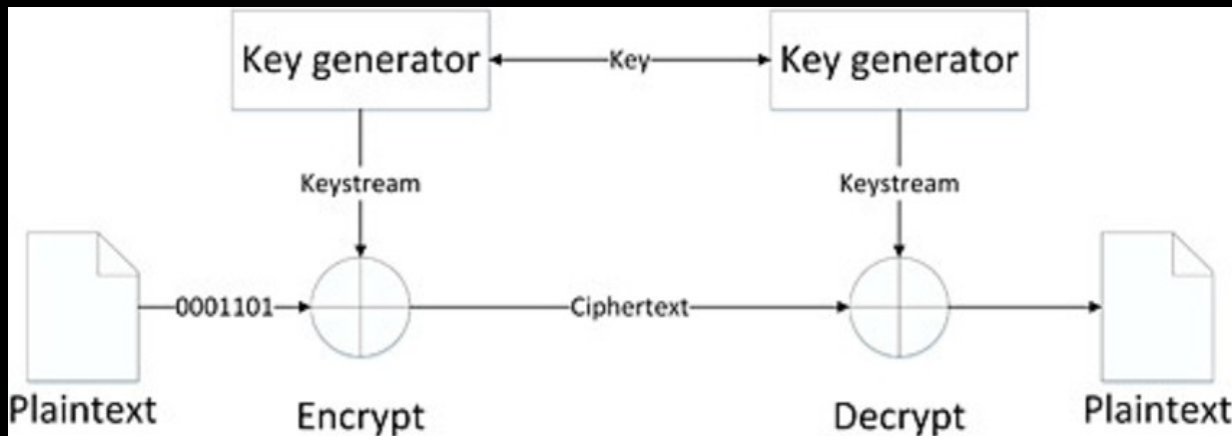 Key generator
Key
Key generator
Keystream
Keystream
0001101
Ciphertext
Plaintext
Encrypt
Decrypt
Plaintext